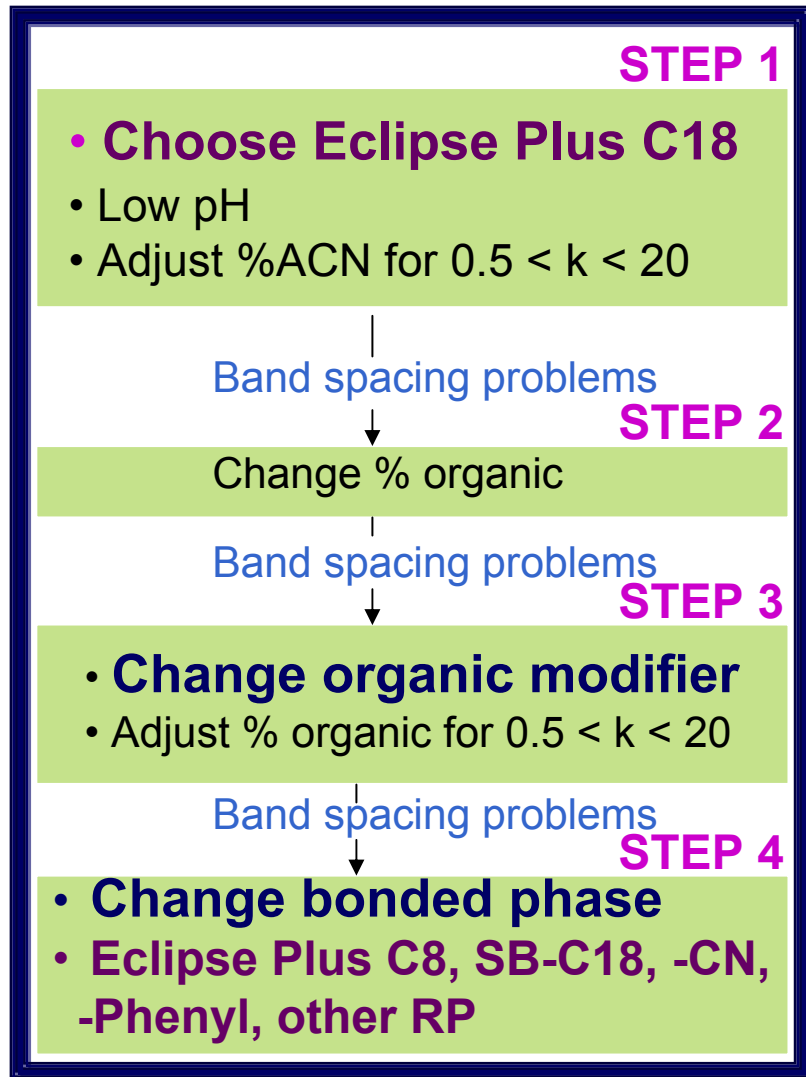 STEP 1
• Choose Eclipse Plus C18
• Low pH
• Adjust %ACN for 0.5 < k < 20
Band spacing problems
STEP 2
Change % organic
Band spacing problems
STEP 3
• Change organic modifier
• Adjust % organic for 0.5 < k < 20
Band spacing problems
STEP 4
• Change bonded phase
• Eclipse Plus C8, SB-C18, -CN,
-Phenyl, other RP